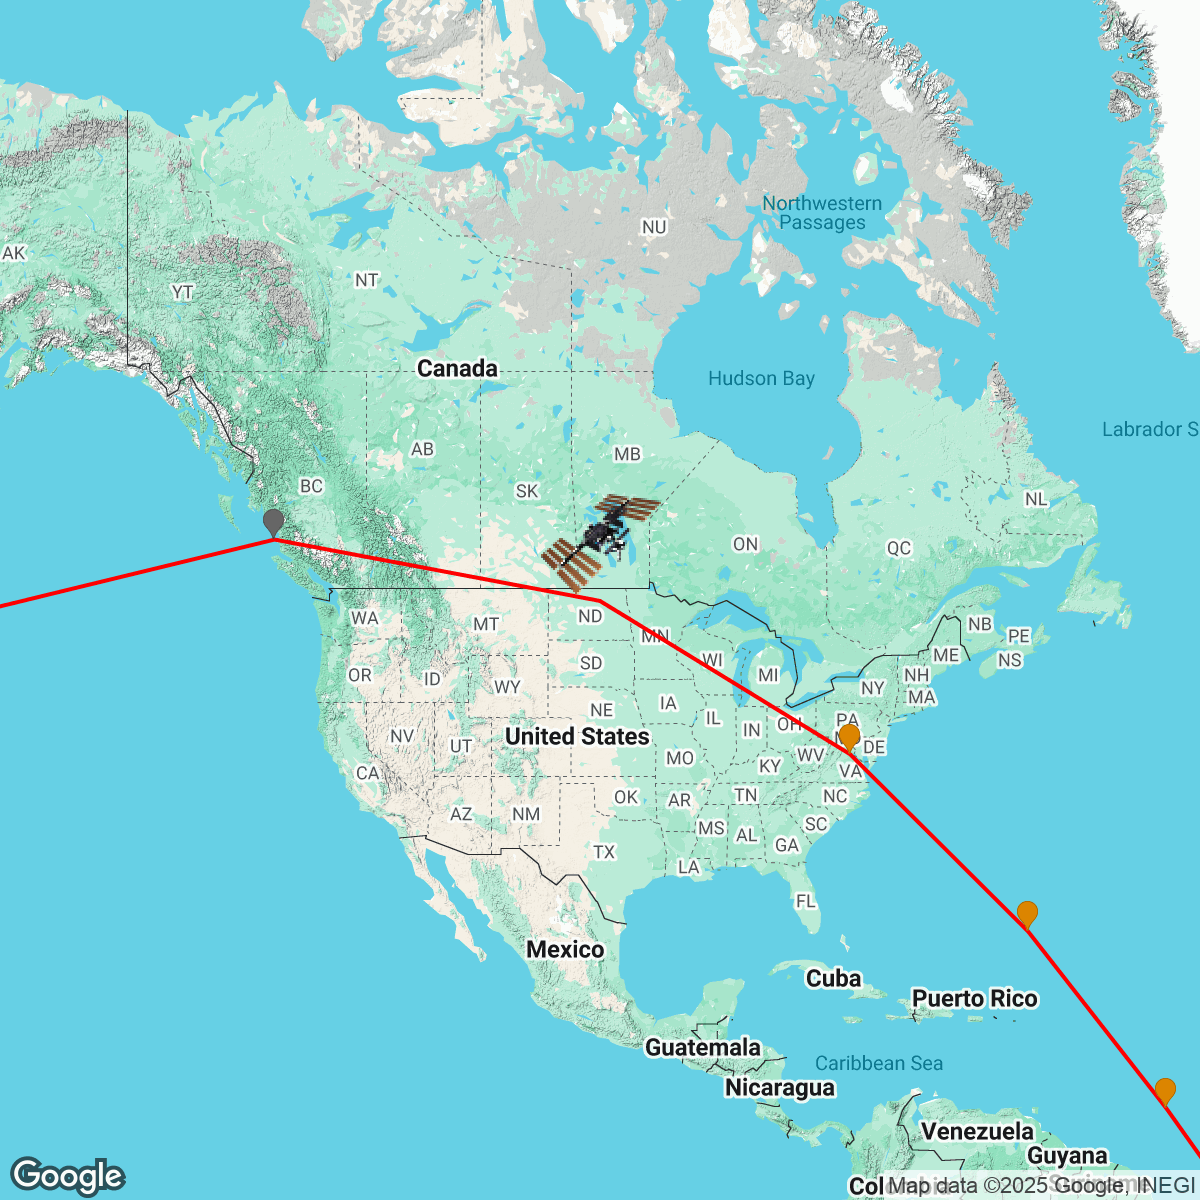 NU
Northwestern
Passages
AK
NT
YT
Canada
Hudson Bay
Labrador S
AB
MB
BC
SK
NL
ON
QC
WA
ND
MT
MN
NB
PE
NS
ME
OR
ID
SD
WI
MI
NH
WY
NY
MA
IA
NE
IL
PA
NV
United States
IN
OH
UT
DE
CA
MO
KY
WV
VA
OK
AR
TN
NC
AZ
NM
MS
AL
SC
TX
GA
LA
FL
Mexico
Cuba
Puerto Rico
Guatemala
Caribbean Sea
Nicaragua
Venezuela
Guyana
Google
Col
Map data ©2025 Google, INEGI